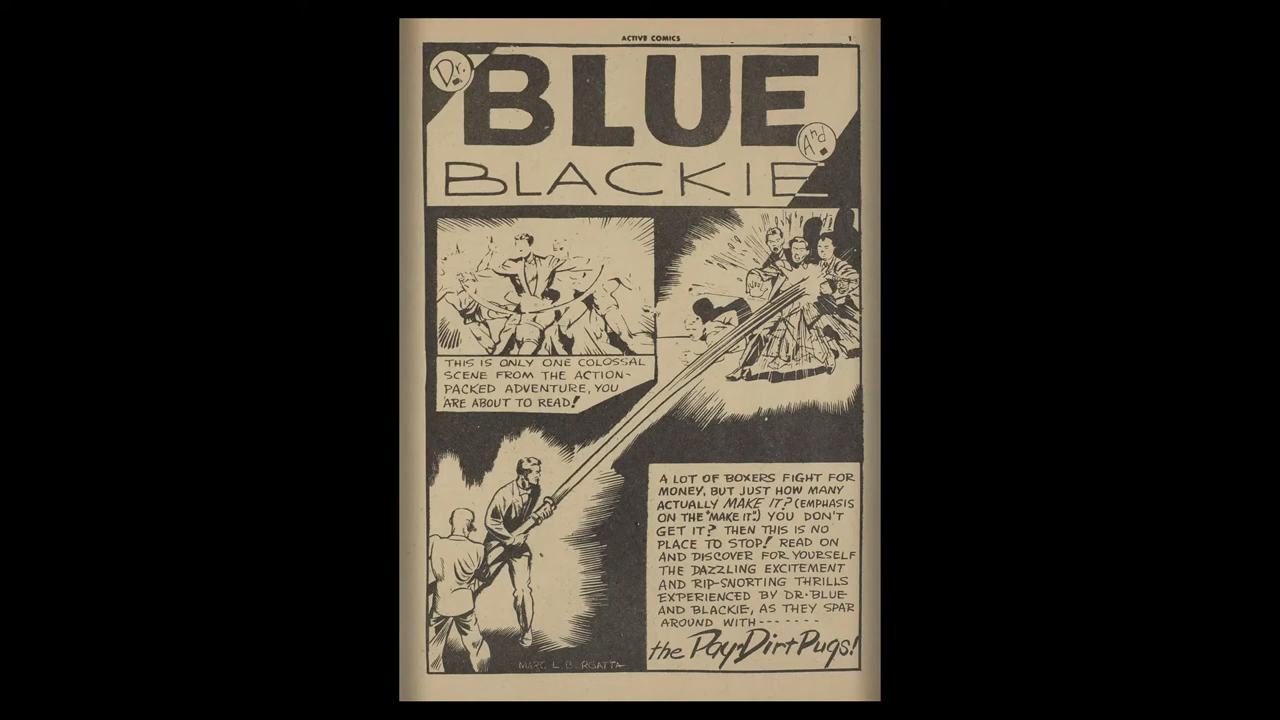 ACTIVE COMICS 1
Dr.
BLUE
And
BLACKIE
THIS IS ONLY ONE COLOSSAL
SCENE FROM THE ACTION-
PACKED ADVENTURE, YOU
ARE ABOUT TO READ!
A LOT OF BOXERS FIGHT FOR
MONEY, BUT JUST HOW MANY
ACTUALLY MAKE IT? (EMPHASIS
ON THE "MAKE IT".) YOU DON'T
GET IT? THEN THIS IS NO
PLACE TO STOP! READ ON
AND DISCOVER FOR YOURSELF
THE DAZZLING EXCITEMENT
AND RIP-SNORTING THRILLS
EXPERIENCED BY DR. BLUE
AND BLACKIE, AS THEY SPAR
AROUND WITH-------
the Pay-Dirt Pugs!
L.